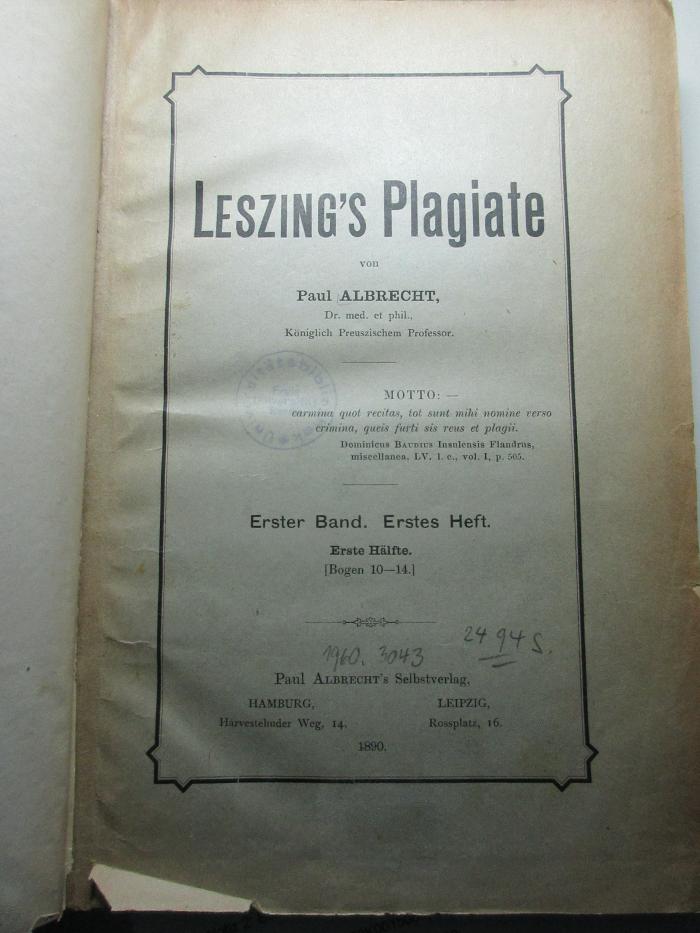 LESZING'S Plagiate
von
Paul ALBRECHT,
Dr. med. et phil.,
Königlich Preuszischem Professor.
MOTTO: —
carmina quot recitas, tot sunt mihi nomine verso
crimina, queis furti sis reus et plagii.
Dominicus BAUDIUS Insulensis Flandrus,
miscellanea, LV. l. c., vol. I, p. 505.
Erster Band. Erstes Heft.
Erste Hälfte.
[Bogen 10—14.]
24 94 S.
1960. 3043
Paul ALBRECHT's Selbstverlag,
HAMBURG, LEIPZIG,
Harvestehuder Weg, 14. Rossplatz, 16.
1890.